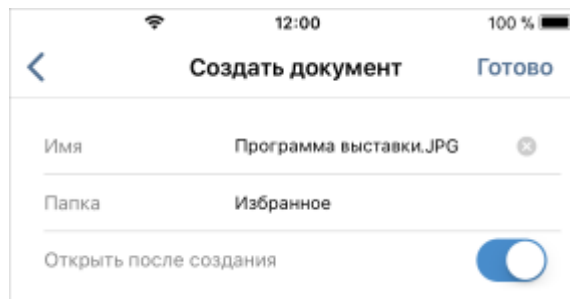 12:00 100 %
Создать документ Готово
Имя Программа выставки.JPG
Папка Избранное
Открыть после создания